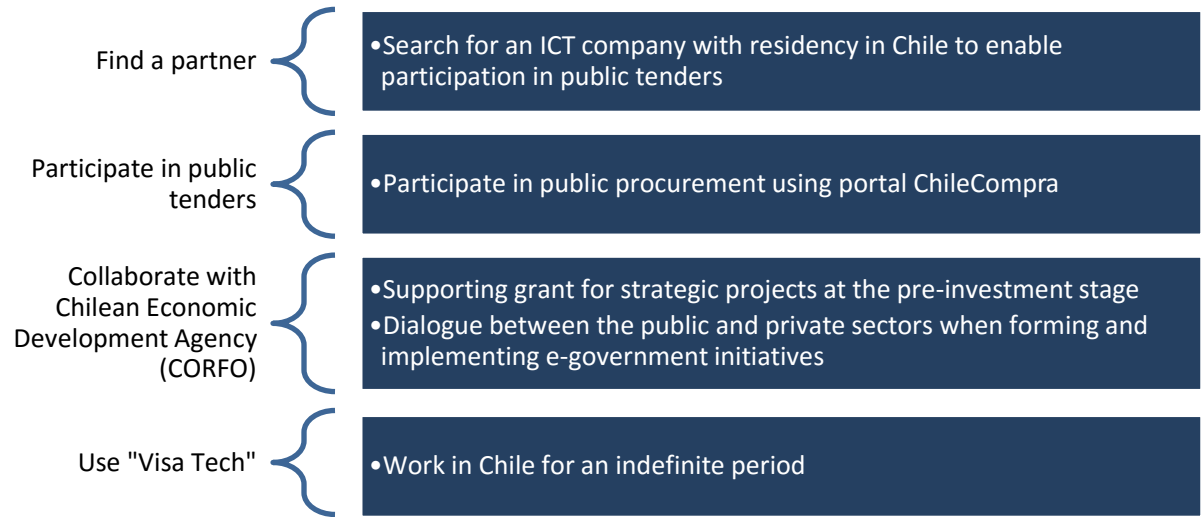 Find a partner
•Search for an ICT company with residency in Chile to enable
participation in public tenders
Participate in public
tenders
•Participate in public procurement using portal ChileCompra
Collaborate with
Chilean Economic
Development Agency
(CORFO)
•Supporting grant for strategic projects at the pre-investment stage
•Dialogue between the public and private sectors when forming and
implementing e-government initiatives
Use "Visa Tech"
•Work in Chile for an indefinite period